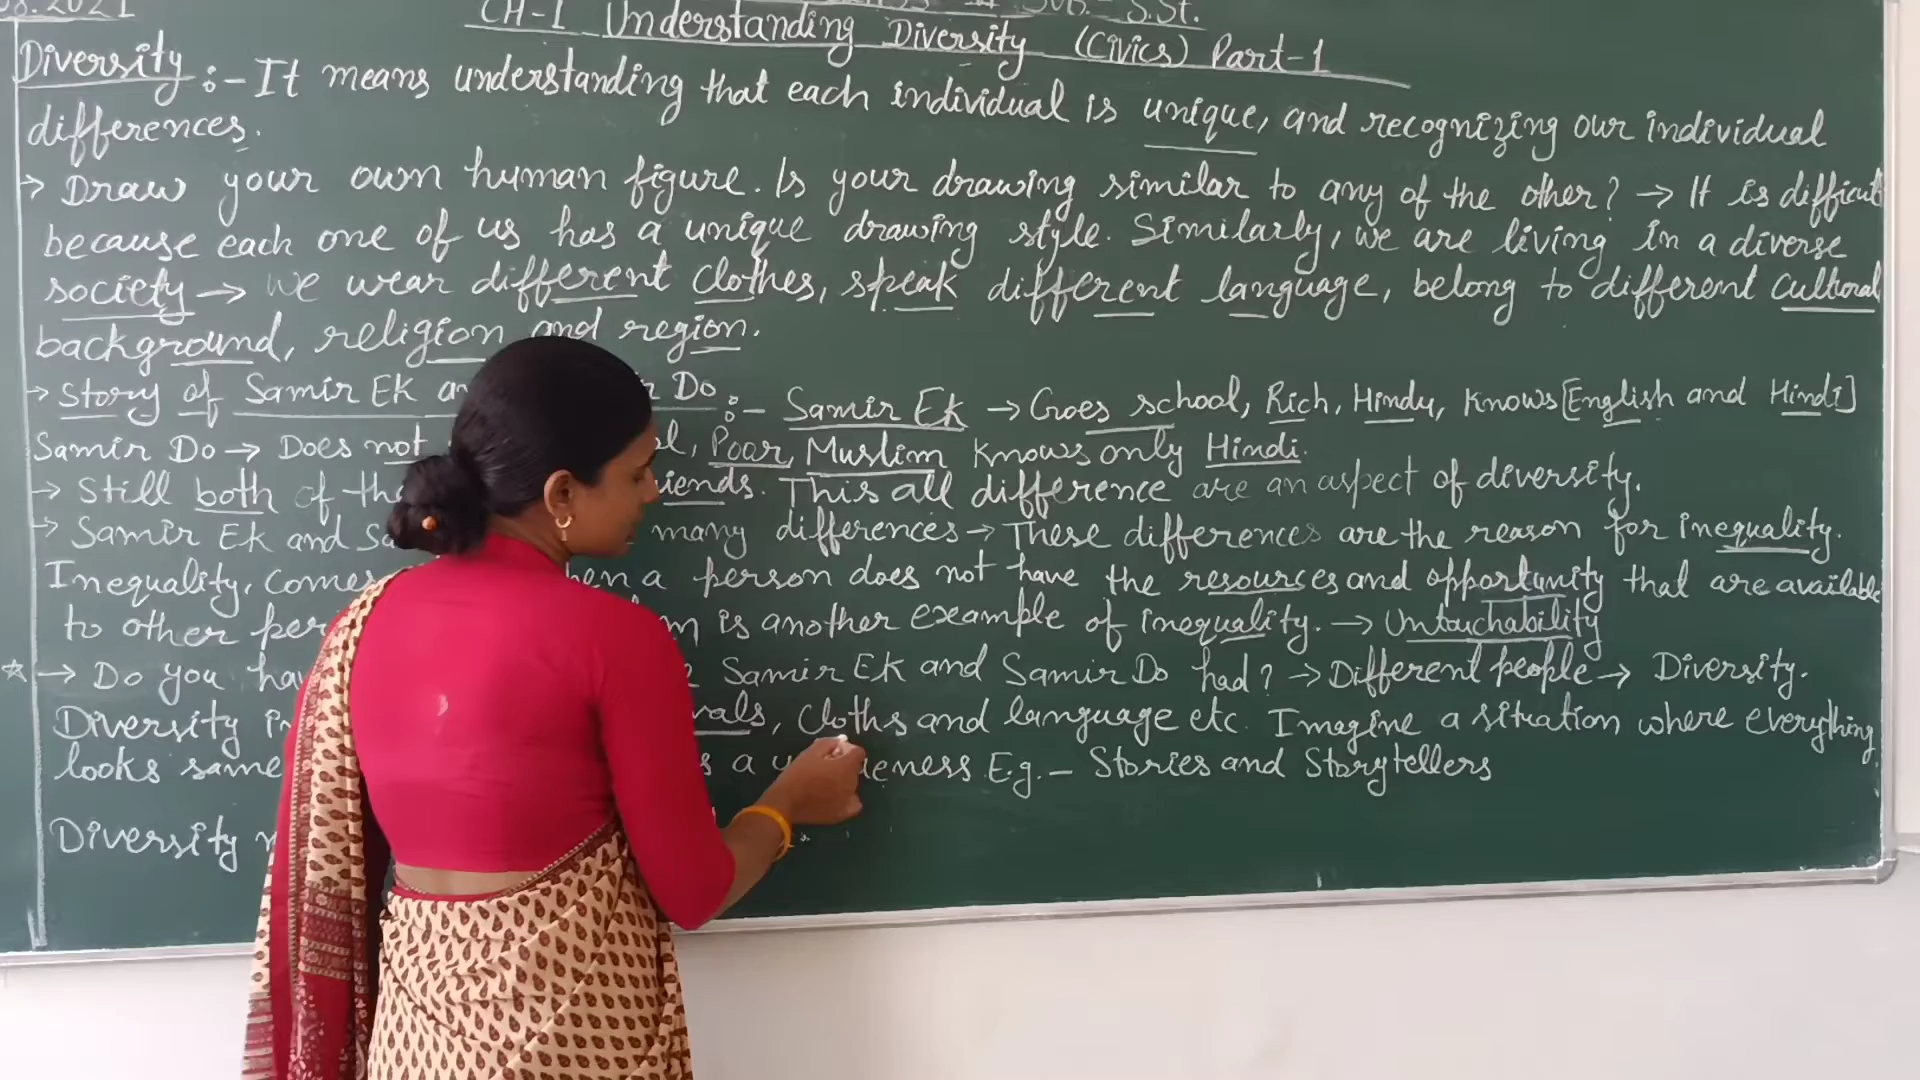 08.2021
Sub:- S.St.
CH-1 Understanding Diversity (Civics) Part-1
Diversity :- It means understanding that each individual is unique, and recognizing our individual
differences.
→ Draw your own human figure. Is your drawing similar to any of the other? → It is difficult
because each one of us has a unique drawing style. Similarly, we are living in a diverse
society → we wear different clothes, speak different language, belong to different cultural
background, religion and region.
→ Story of Samir Ek Do :- Samir Ek → Goes school, Rich, Hindu, knows [English and Hindi]
Samir Do → Does not Poor, Muslim knows only Hindi.
→ Still both of This all difference are an aspect of diversity.
→ Samir Ek and many differences → These differences are the reason for inequality.
Inequality, comes a person does not have the resources and opportunity that are available
to other is another example of inequality. → Untouchability
☆ → Do you Samir Ek and Samir Do had? → Different people → Diversity.
Diversity cloths and language etc. Imagine a situation where everything
looks same a E.g. - Stories and Storytellers
Diversity